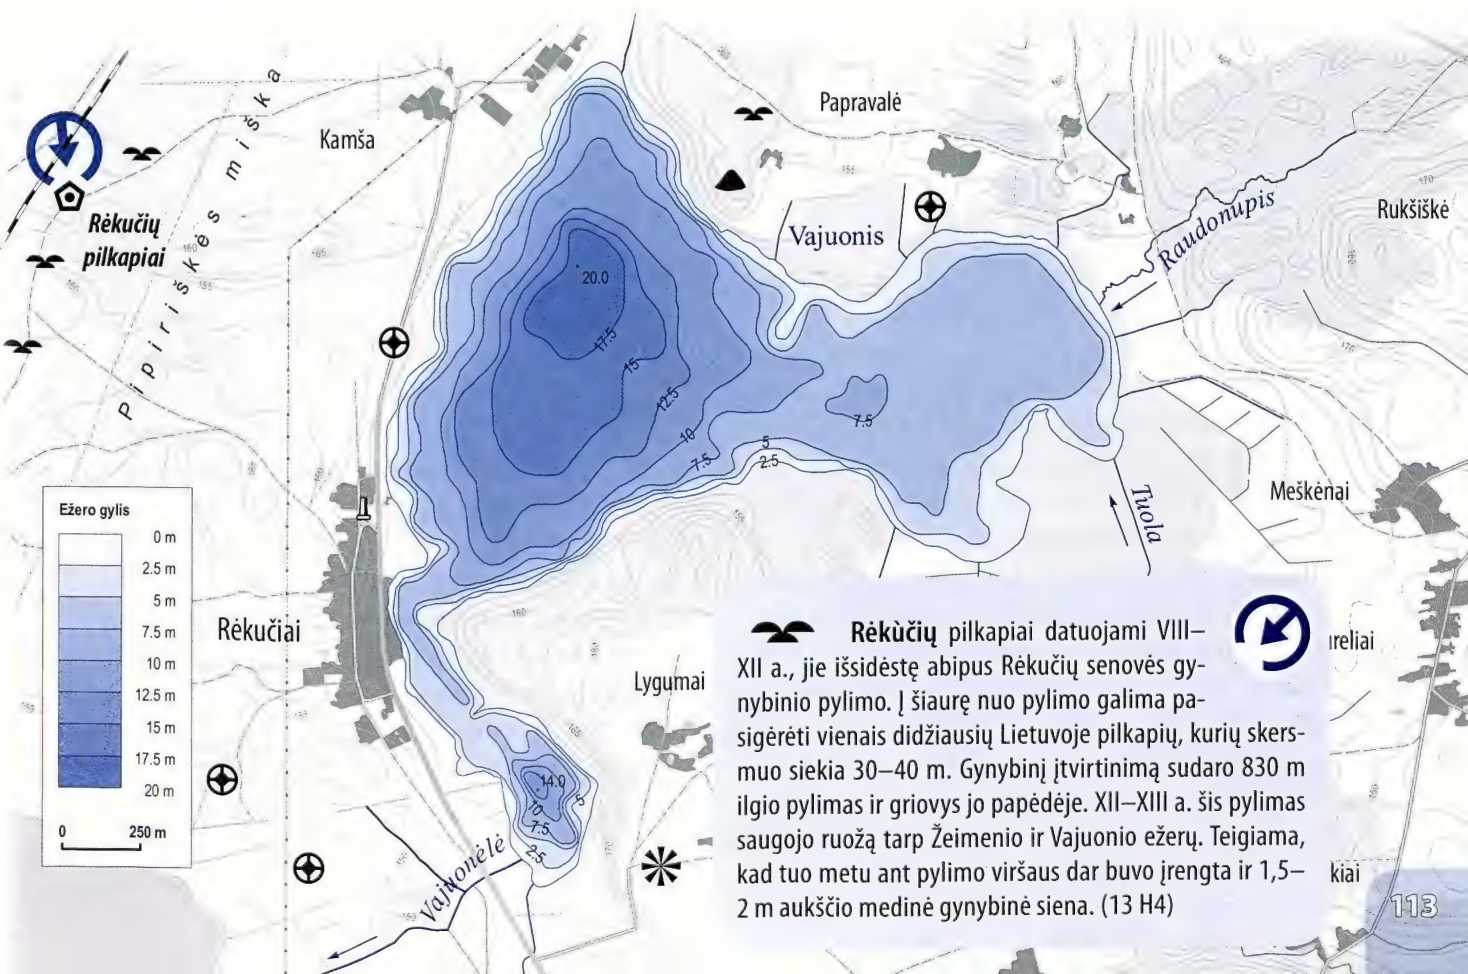 Kamša
Papravalė
Rėkučių
pilkapiai
Pipiriškės miška
Vajuonis
Raudonupis
Rukšiškė
20.0
17.5
15
12.5
10
7.5
5
2.5
7.5
Meškėnai
Tuola
Ežero gylis
0 m
2.5 m
5 m
7.5 m
10 m
12.5 m
15 m
17.5 m
20 m
0 250 m
Rėkučiai
Lygumai
14.0
10
7.5
5
2.5
Vajuonėlė
Rėkùčių pilkapiai datuojami VIII–
XII a., jie išsidėstę abipus Rėkučių senovės gy-
nybinio pylimo. Į šiaurę nuo pylimo galima pa-
sigėrėti vienais didžiausių Lietuvoje pilkapių, kurių skers-
muo siekia 30–40 m. Gynybinį įtvirtinimą sudaro 830 m
ilgio pylimas ir griovys jo papėdėje. XII–XIII a. šis pylimas
saugojo ruožą tarp Žeimenio ir Vajuonio ežerų. Teigiama,
kad tuo metu ant pylimo viršaus dar buvo įrengta ir 1,5–
2 m aukščio medinė gynybinė siena. (13 H4)
ureliai
kiai
113